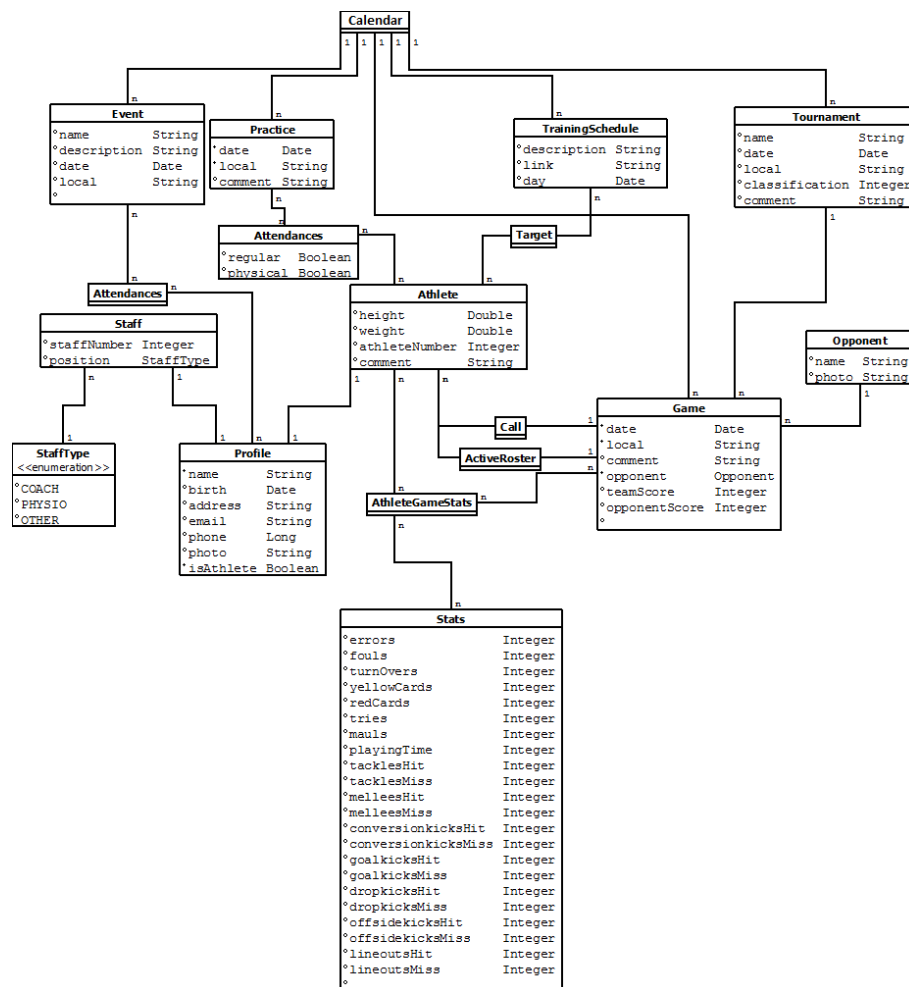 Calendar
1 1 1 1 1
n
n
n
n
Event
name String
description String
date Date
local String
Practice
date Date
local String
comment String
TrainingSchedule
description String
link String
day Date
Tournament
name String
date Date
local String
classification Integer
comment String
n
n
n
n
1
Attendances
regular Boolean
physical Boolean
n
Target
n
n
n
Attendances
n
Athlete
height Double
weight Double
athleteNumber Integer
comment String
Staff
staffNumber Integer
position StaffType
Opponent
name String
photo String
n
1
1
n
n
n
n
1
Game
date Date
local String
comment String
opponent Opponent
teamScore Integer
opponentScore Integer
n
Call
1
ActiveRoster
1
n
1
1
n
1
StaffType
<<enumeration>>
COACH
PHYSIO
OTHER
Profile
name String
birth Date
address String
email String
phone Long
photo String
isAthlete Boolean
n
AthleteGameStats
n
n
n
Stats
errors Integer
fouls Integer
turnOvers Integer
yellowCards Integer
redCards Integer
tries Integer
mauls Integer
playingTime Integer
tacklesHit Integer
tacklesMiss Integer
melleesHit Integer
melleesMiss Integer
conversionkicksHit Integer
conversionkicksMiss Integer
goalkicksHit Integer
goalkicksMiss Integer
dropkicksHit Integer
dropkicksMiss Integer
offsidekicksHit Integer
offsidekicksMiss Integer
lineoutsHit Integer
lineoutsMiss Integer